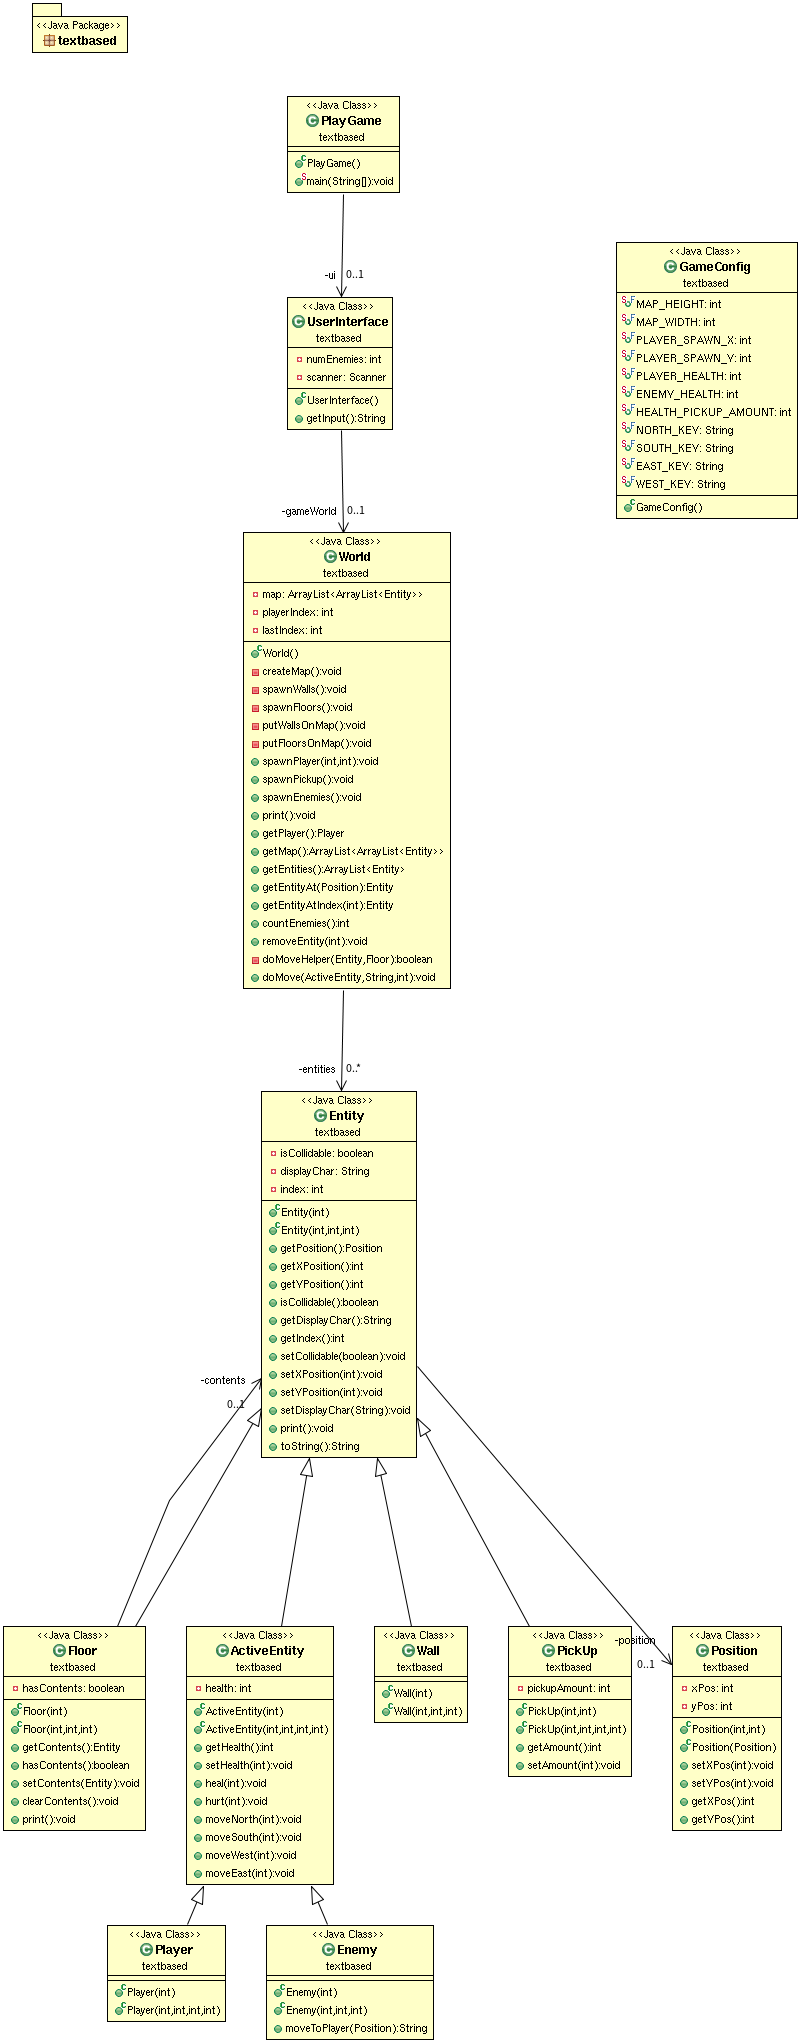 <<Java Package>>
textbased
<<Java Class>>
PlayGame
textbased
PlayGame()
main(String[]):void
-ui
0..1
<<Java Class>>
GameConfig
textbased
MAP_HEIGHT: int
MAP_WIDTH: int
PLAYER_SPAWN_X: int
PLAYER_SPAWN_Y: int
PLAYER_HEALTH: int
ENEMY_HEALTH: int
HEALTH_PICKUP_AMOUNT: int
NORTH_KEY: String
SOUTH_KEY: String
EAST_KEY: String
WEST_KEY: String
GameConfig()
<<Java Class>>
UserInterface
textbased
numEnemies: int
scanner: Scanner
UserInterface()
getInput():String
-gameWorld
0..1
<<Java Class>>
World
textbased
map: ArrayList<ArrayList<Entity>>
playerIndex: int
lastIndex: int
World()
createMap():void
spawnWalls():void
spawnFloors():void
putWallsOnMap():void
putFloorsOnMap():void
spawnPlayer(int,int):void
spawnPickup():void
spawnEnemies():void
print():void
getPlayer():Player
getMap():ArrayList<ArrayList<Entity>>
getEntities():ArrayList<Entity>
getEntityAt(Position):Entity
getEntityAtIndex(int):Entity
countEnemies():int
removeEntity(int):void
doMoveHelper(Entity,Floor):boolean
doMove(ActiveEntity,String,int):void
-entities
0..*
<<Java Class>>
Entity
textbased
isCollidable: boolean
displayChar: String
index: int
Entity(int)
Entity(int,int,int)
getPosition():Position
getXPosition():int
getYPosition():int
isCollidable():boolean
getDisplayChar():String
getIndex():int
setCollidable(boolean):void
setXPosition(int):void
setYPosition(int):void
setDisplayChar(String):void
print():void
toString():String
-contents
0..1
<<Java Class>>
Floor
textbased
hasContents: boolean
Floor(int)
Floor(int,int,int)
getContents():Entity
hasContents():boolean
setContents(Entity):void
clearContents():void
print():void
<<Java Class>>
ActiveEntity
textbased
health: int
ActiveEntity(int)
ActiveEntity(int,int,int,int)
getHealth():int
setHealth(int):void
heal(int):void
hurt(int):void
moveNorth(int):void
moveSouth(int):void
moveWest(int):void
moveEast(int):void
<<Java Class>>
Wall
textbased
Wall(int)
Wall(int,int,int)
<<Java Class>>
PickUp
textbased
pickupAmount: int
PickUp(int,int)
PickUp(int,int,int,int)
getAmount():int
setAmount(int):void
-position
0..1
<<Java Class>>
Position
textbased
xPos: int
yPos: int
Position(int,int)
Position(Position)
setXPos(int):void
setYPos(int):void
getXPos():int
getYPos():int
<<Java Class>>
Player
textbased
Player(int)
Player(int,int,int,int)
<<Java Class>>
Enemy
textbased
Enemy(int)
Enemy(int,int,int)
moveToPlayer(Position):String